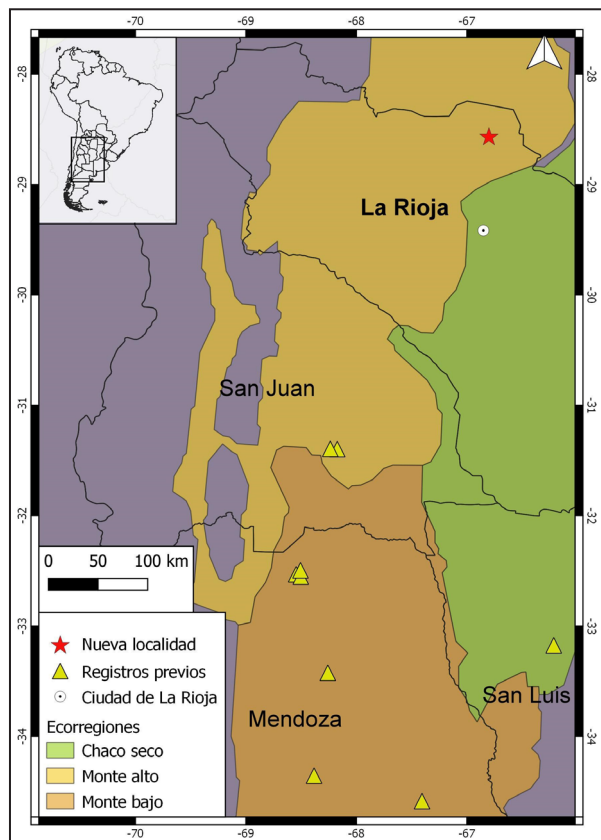 -70
-69
-68
-67
-28
-28
-29
-29
La Rioja
-30
-30
San Juan
-31
-31
-32
-32
0 50 100 km
-33
-33
Nueva localidad
Registros previos
Ciudad de La Rioja
San Luis
Mendoza
Ecorregiones
-34
-34
Chaco seco
Monte alto
Monte bajo
-70
-69
-68
-67